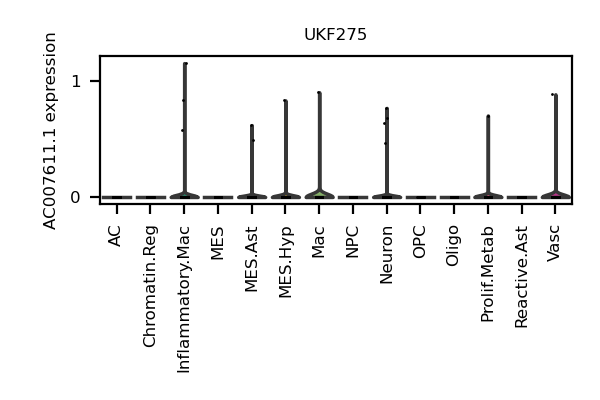 UKF275
AC007611.1 expression
1
0
AC
Chromatin.Reg
Inflammatory.Mac
MES
MES.Ast
MES.Hyp
Mac
NPC
Neuron
OPC
Oligo
Prolif.Metab
Reactive.Ast
Vasc